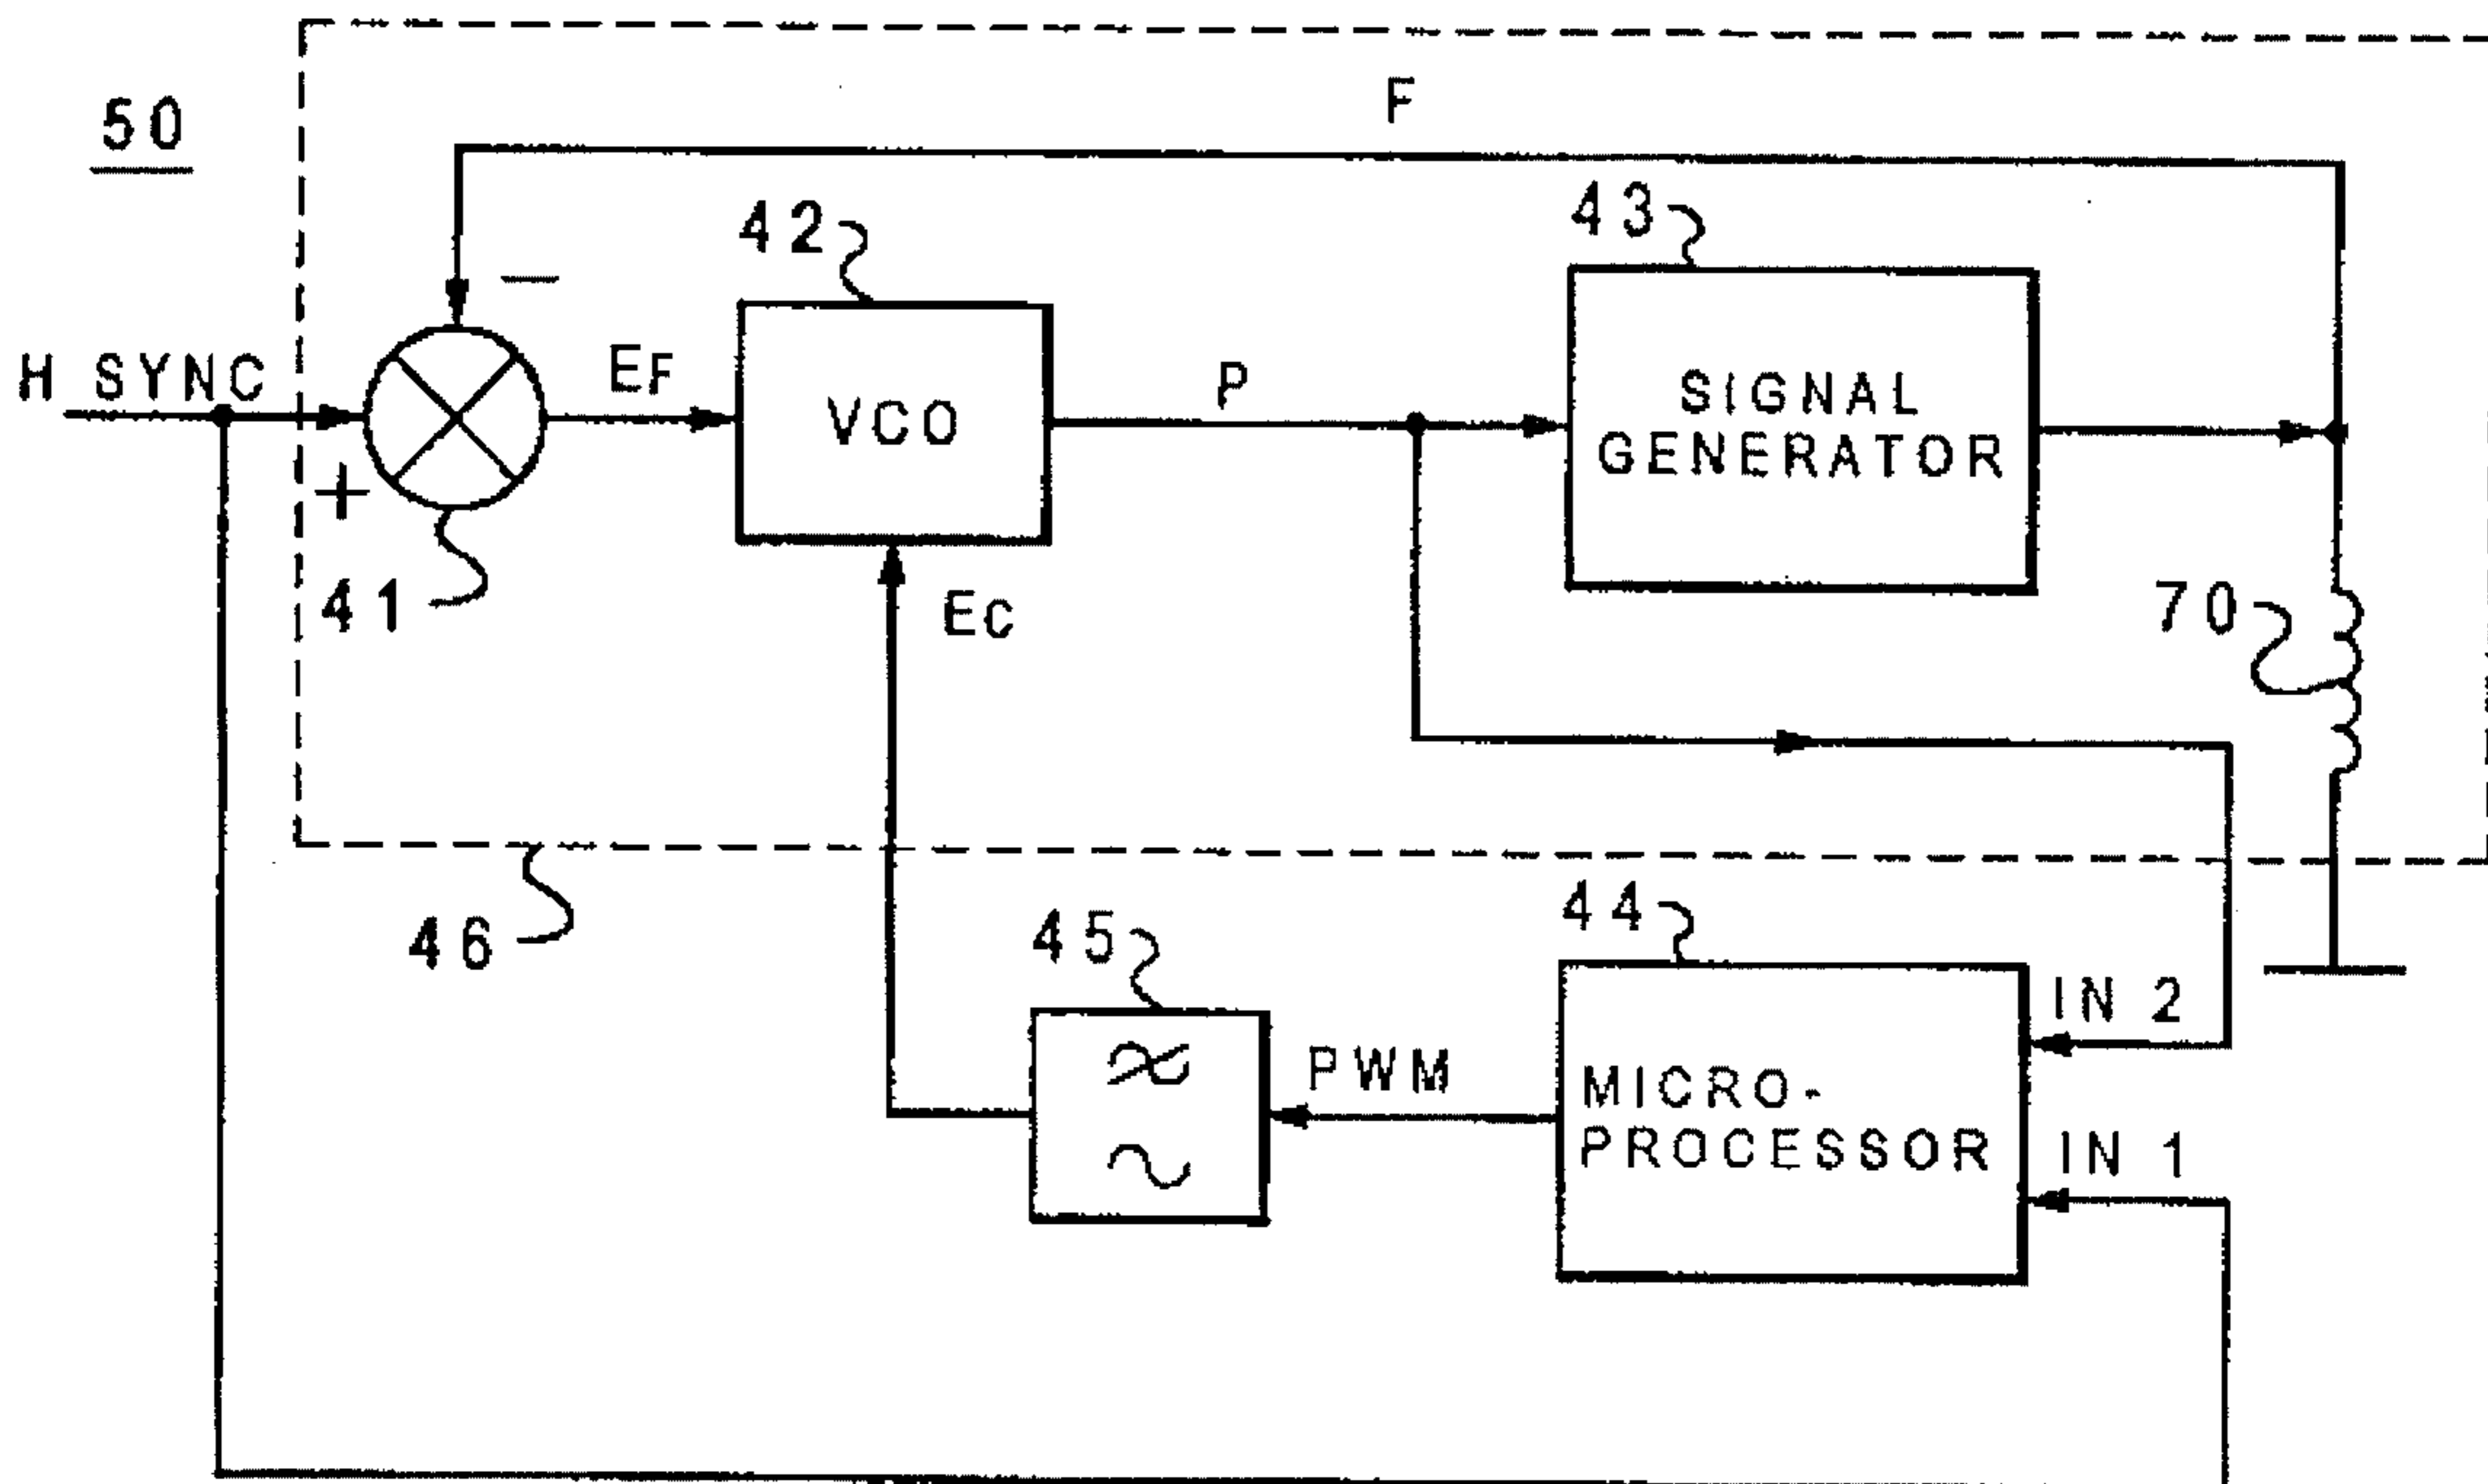 F
50
42
43
−
H SYNC
EF
VCO
P
SIGNAL
GENERATOR
+
41
EC
70
46
45
44
IN 2
PWM
MICRO-
PROCESSOR
IN 1